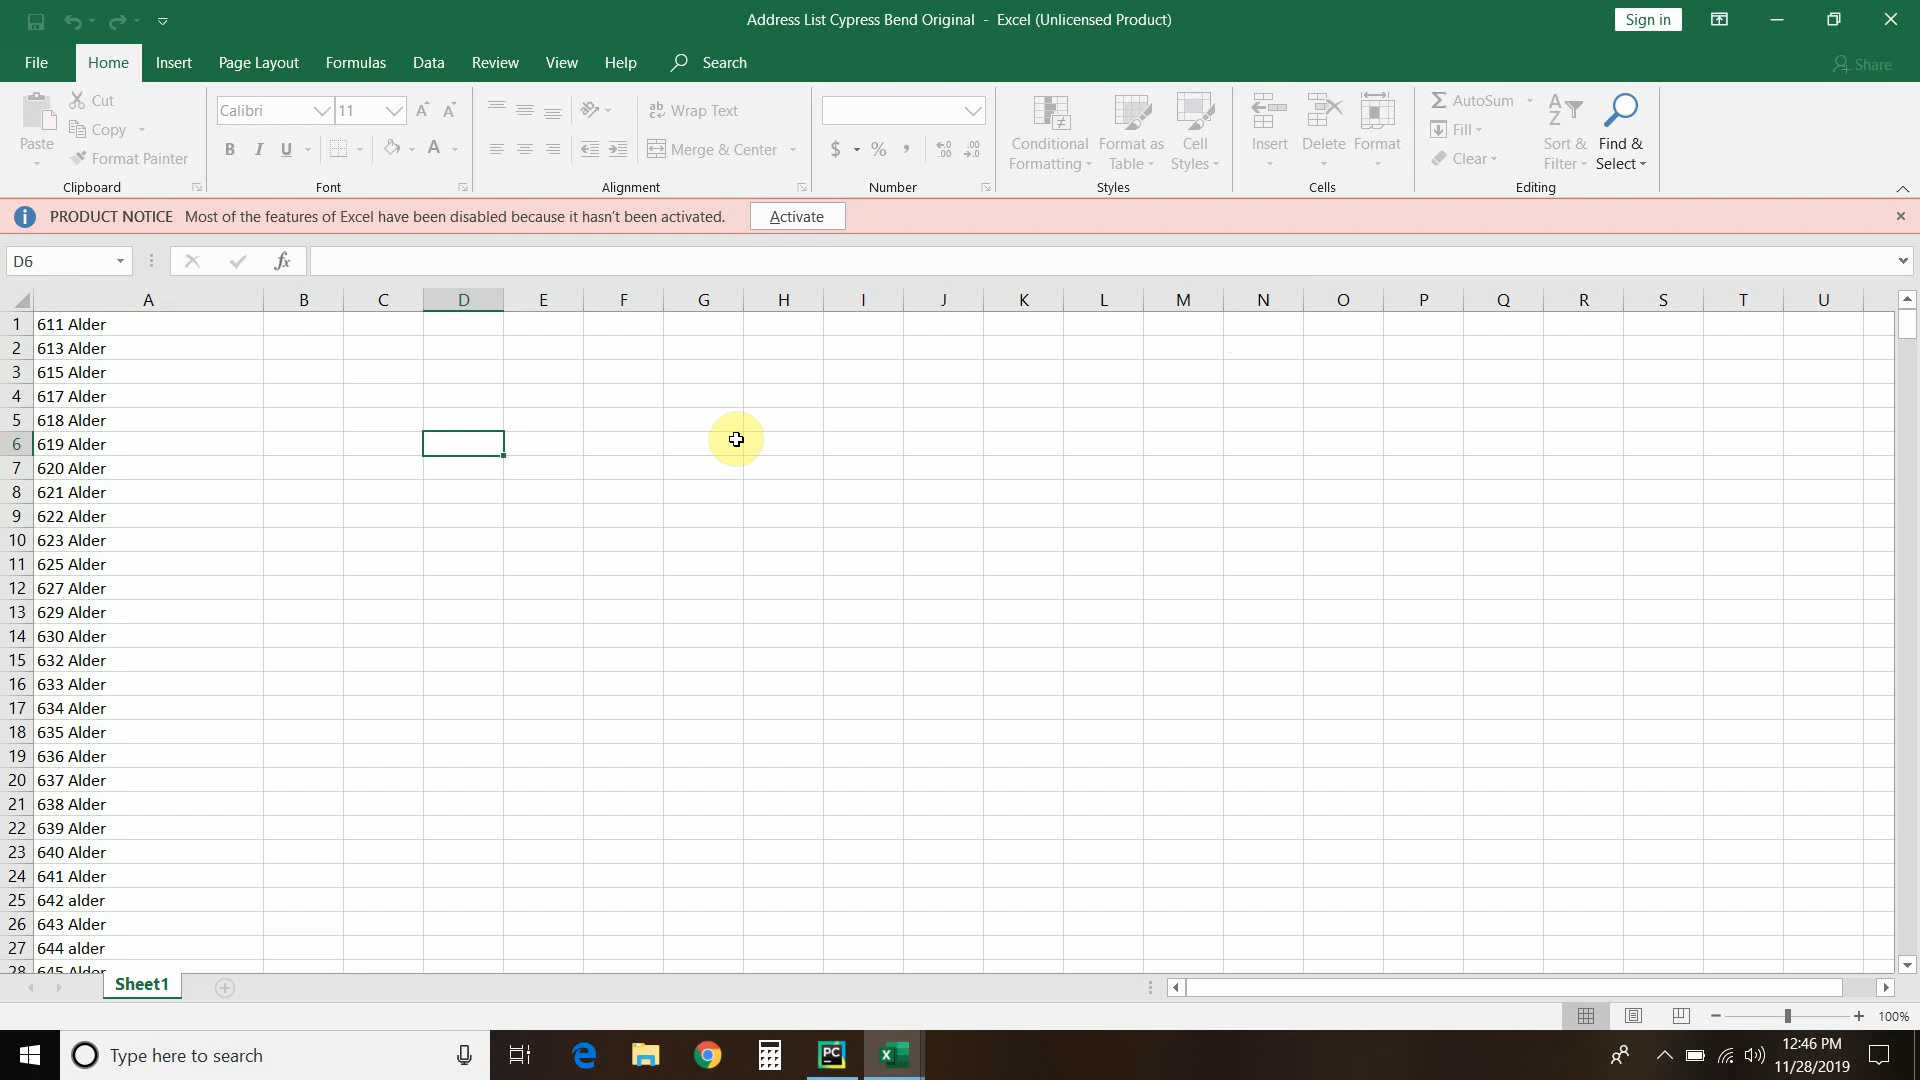 Address List Cypress Bend Original - Excel (Unlicensed Product)
Sign in
File Home Insert Page Layout Formulas Data Review View Help Search Share
Paste
Cut
Copy
Format Painter
Clipboard
Calibri 11
B I U A
Font
Wrap Text
Merge & Center
Alignment
$ % ,
Number
Conditional Formatting
Format as Table
Cell Styles
Styles
Insert Delete Format
Cells
AutoSum
Fill
Clear
Sort & Filter
Find & Select
Editing
PRODUCT NOTICE Most of the features of Excel have been disabled because it hasn't been activated. Activate
D6 fx
A B C D E F G H I J K L M N O P Q R S T U
1 611 Alder
2 613 Alder
3 615 Alder
4 617 Alder
5 618 Alder
6 619 Alder
7 620 Alder
8 621 Alder
9 622 Alder
10 623 Alder
11 625 Alder
12 627 Alder
13 629 Alder
14 630 Alder
15 632 Alder
16 633 Alder
17 634 Alder
18 635 Alder
19 636 Alder
20 637 Alder
21 638 Alder
22 639 Alder
23 640 Alder
24 641 Alder
25 642 alder
26 643 Alder
27 644 alder
28 645 Alder
Sheet1
100%
Type here to search
12:46 PM
11/28/2019